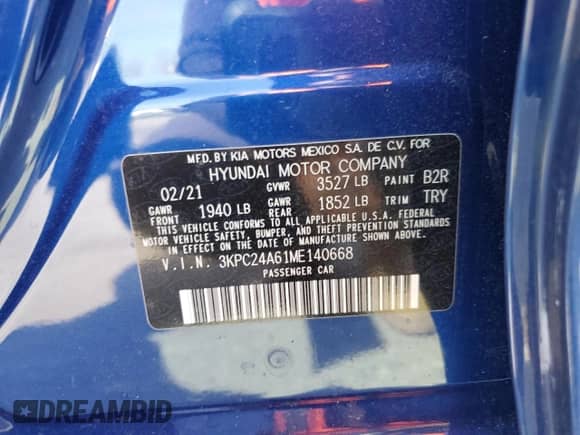 MFD.BY KIA MOTORS MEXICO S.A. DE C.V. FOR
HYUNDAI MOTOR COMPANY
02/21 GVWR 3527 LB PAINT B2R
GAWR FRONT 1940 LB GAWR REAR 1852 LB TRIM TRY
THIS VEHICLE CONFORMS TO ALL APPLICABLE U.S.A. FEDERAL
MOTOR VEHICLE SAFETY, BUMPER, AND THEFT PREVENTION STANDARDS
IN EFFECT ON THE DATE OF MANUFACTURE SHOWN ABOVE.
V.I.N. 3KPC24A61ME140668
PASSENGER CAR
DREAMBID